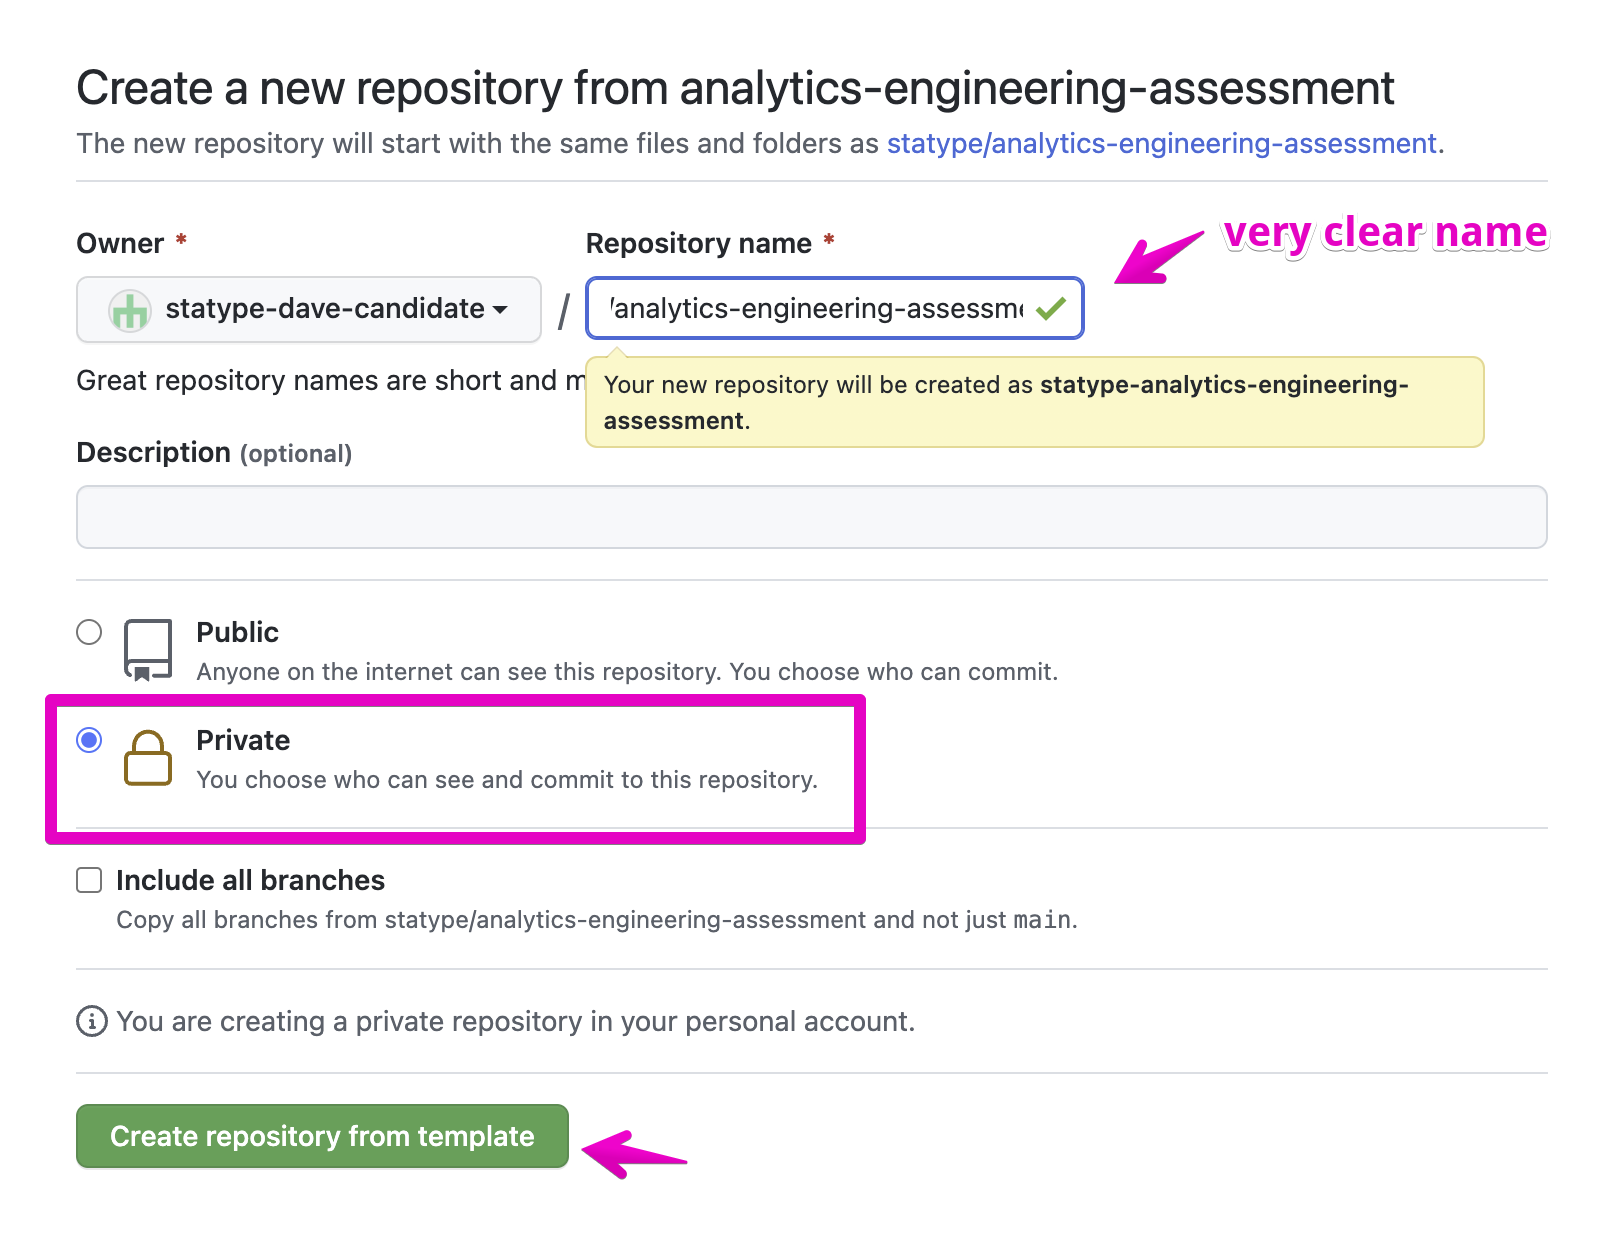 Create a new repository from analytics-engineering-assessment
The new repository will start with the same files and folders as statype/analytics-engineering-assessment.
very clear name
Owner *
Repository name *
statype-dave-candidate
/
/analytics-engineering-assessme
Great repository names are short and m
Your new repository will be created as statype-analytics-engineering-
assessment.
Description (optional)
Public
Anyone on the internet can see this repository. You choose who can commit.
Private
You choose who can see and commit to this repository.
Include all branches
Copy all branches from statype/analytics-engineering-assessment and not just main.
You are creating a private repository in your personal account.
Create repository from template